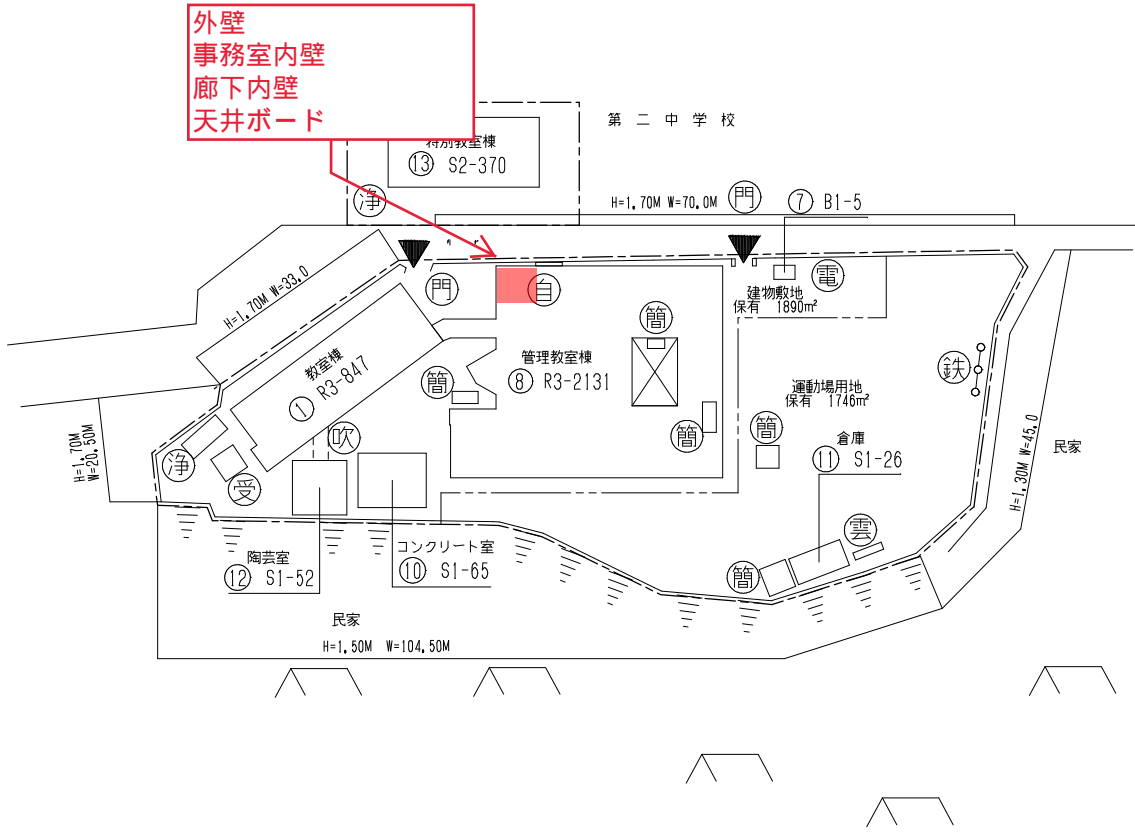 外壁
事務室内壁
廊下内壁
天井ボード
第二中学校
特別教室棟
⑬ S2-370
浄
H=1.70M W=70.0M
門
⑦ B1-5
H=1.70M W=33.0
門
自
電
建物敷地
保有 1890㎡
簡
教室棟
① R3-847
簡
管理教室棟
⑧ R3-2131
鉄
運動場用地
保有 1746㎡
簡
簡
倉庫
⑪ S1-26
民家
H=1.30M W=45.0
H=1.70M
W=20.50M
浄
吹
受
雲
陶芸室
⑫ S1-52
コンクリート室
⑩ S1-65
簡
民家
H=1.50M W=104.50M